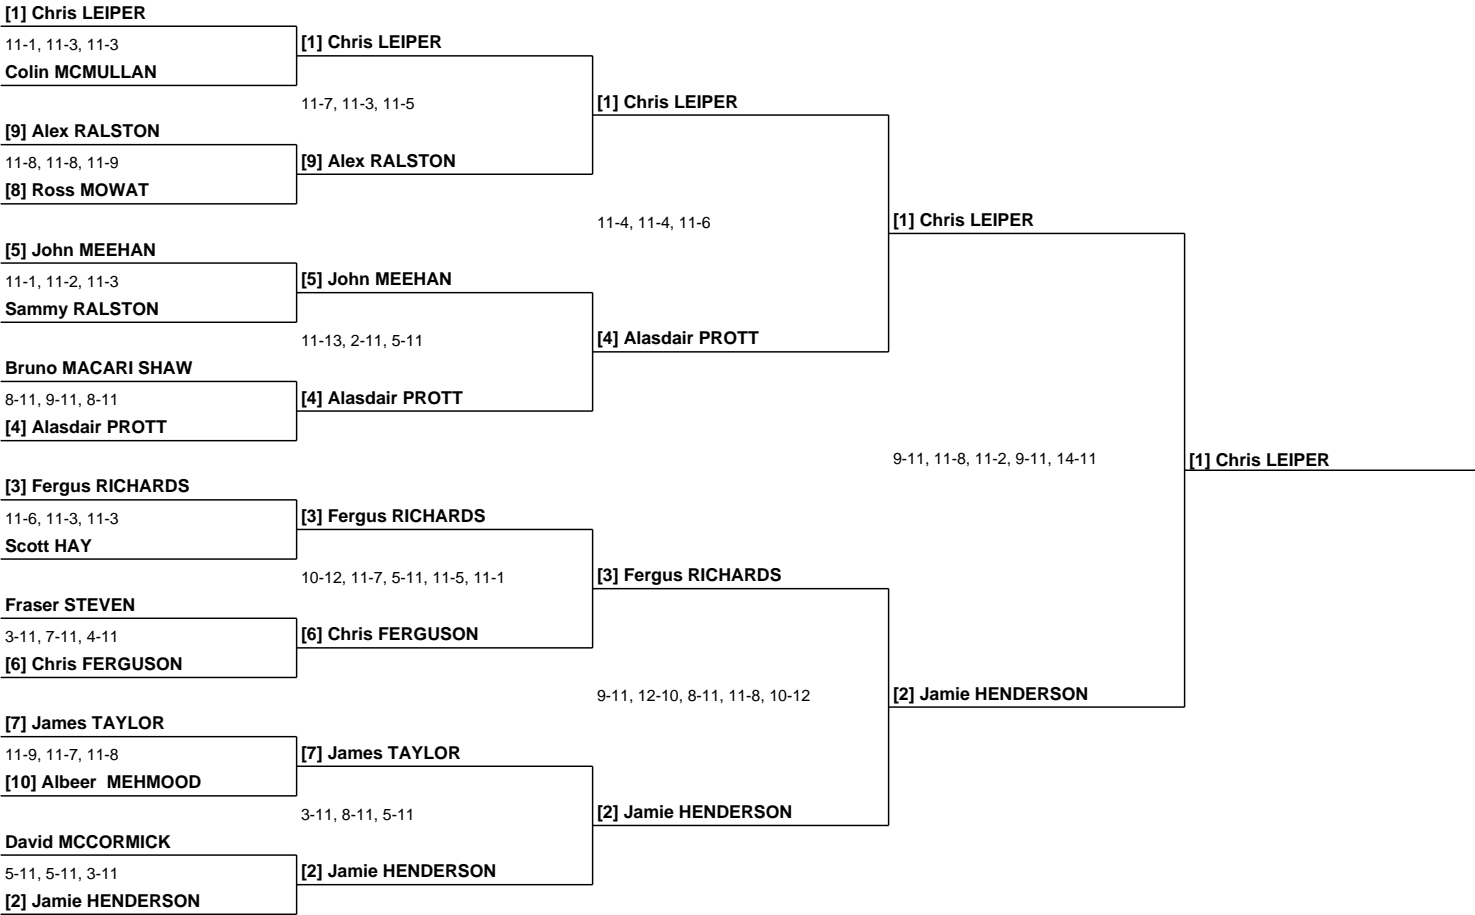 [1] Chris LEIPER
11-1, 11-3, 11-3
Colin MCMULLAN
[9] Alex RALSTON
11-8, 11-8, 11-9
[8] Ross MOWAT
[5] John MEEHAN
11-1, 11-2, 11-3
Sammy RALSTON
Bruno MACARI SHAW
8-11, 9-11, 8-11
[4] Alasdair PROTT
[3] Fergus RICHARDS
11-6, 11-3, 11-3
Scott HAY
Fraser STEVEN
3-11, 7-11, 4-11
[6] Chris FERGUSON
[7] James TAYLOR
11-9, 11-7, 11-8
[10] Albeer  MEHMOOD
David MCCORMICK
5-11, 5-11, 3-11
[2] Jamie HENDERSON
[1] Chris LEIPER
11-7, 11-3, 11-5
[9] Alex RALSTON
[5] John MEEHAN
11-13, 2-11, 5-11
[4] Alasdair PROTT
[3] Fergus RICHARDS
10-12, 11-7, 5-11, 11-5, 11-1
[6] Chris FERGUSON
[7] James TAYLOR
3-11, 8-11, 5-11
[2] Jamie HENDERSON
[1] Chris LEIPER
11-4, 11-4, 11-6
[4] Alasdair PROTT
[3] Fergus RICHARDS
9-11, 12-10, 8-11, 11-8, 10-12
[2] Jamie HENDERSON
[1] Chris LEIPER
9-11, 11-8, 11-2, 9-11, 14-11
[2] Jamie HENDERSON
[1] Chris LEIPER